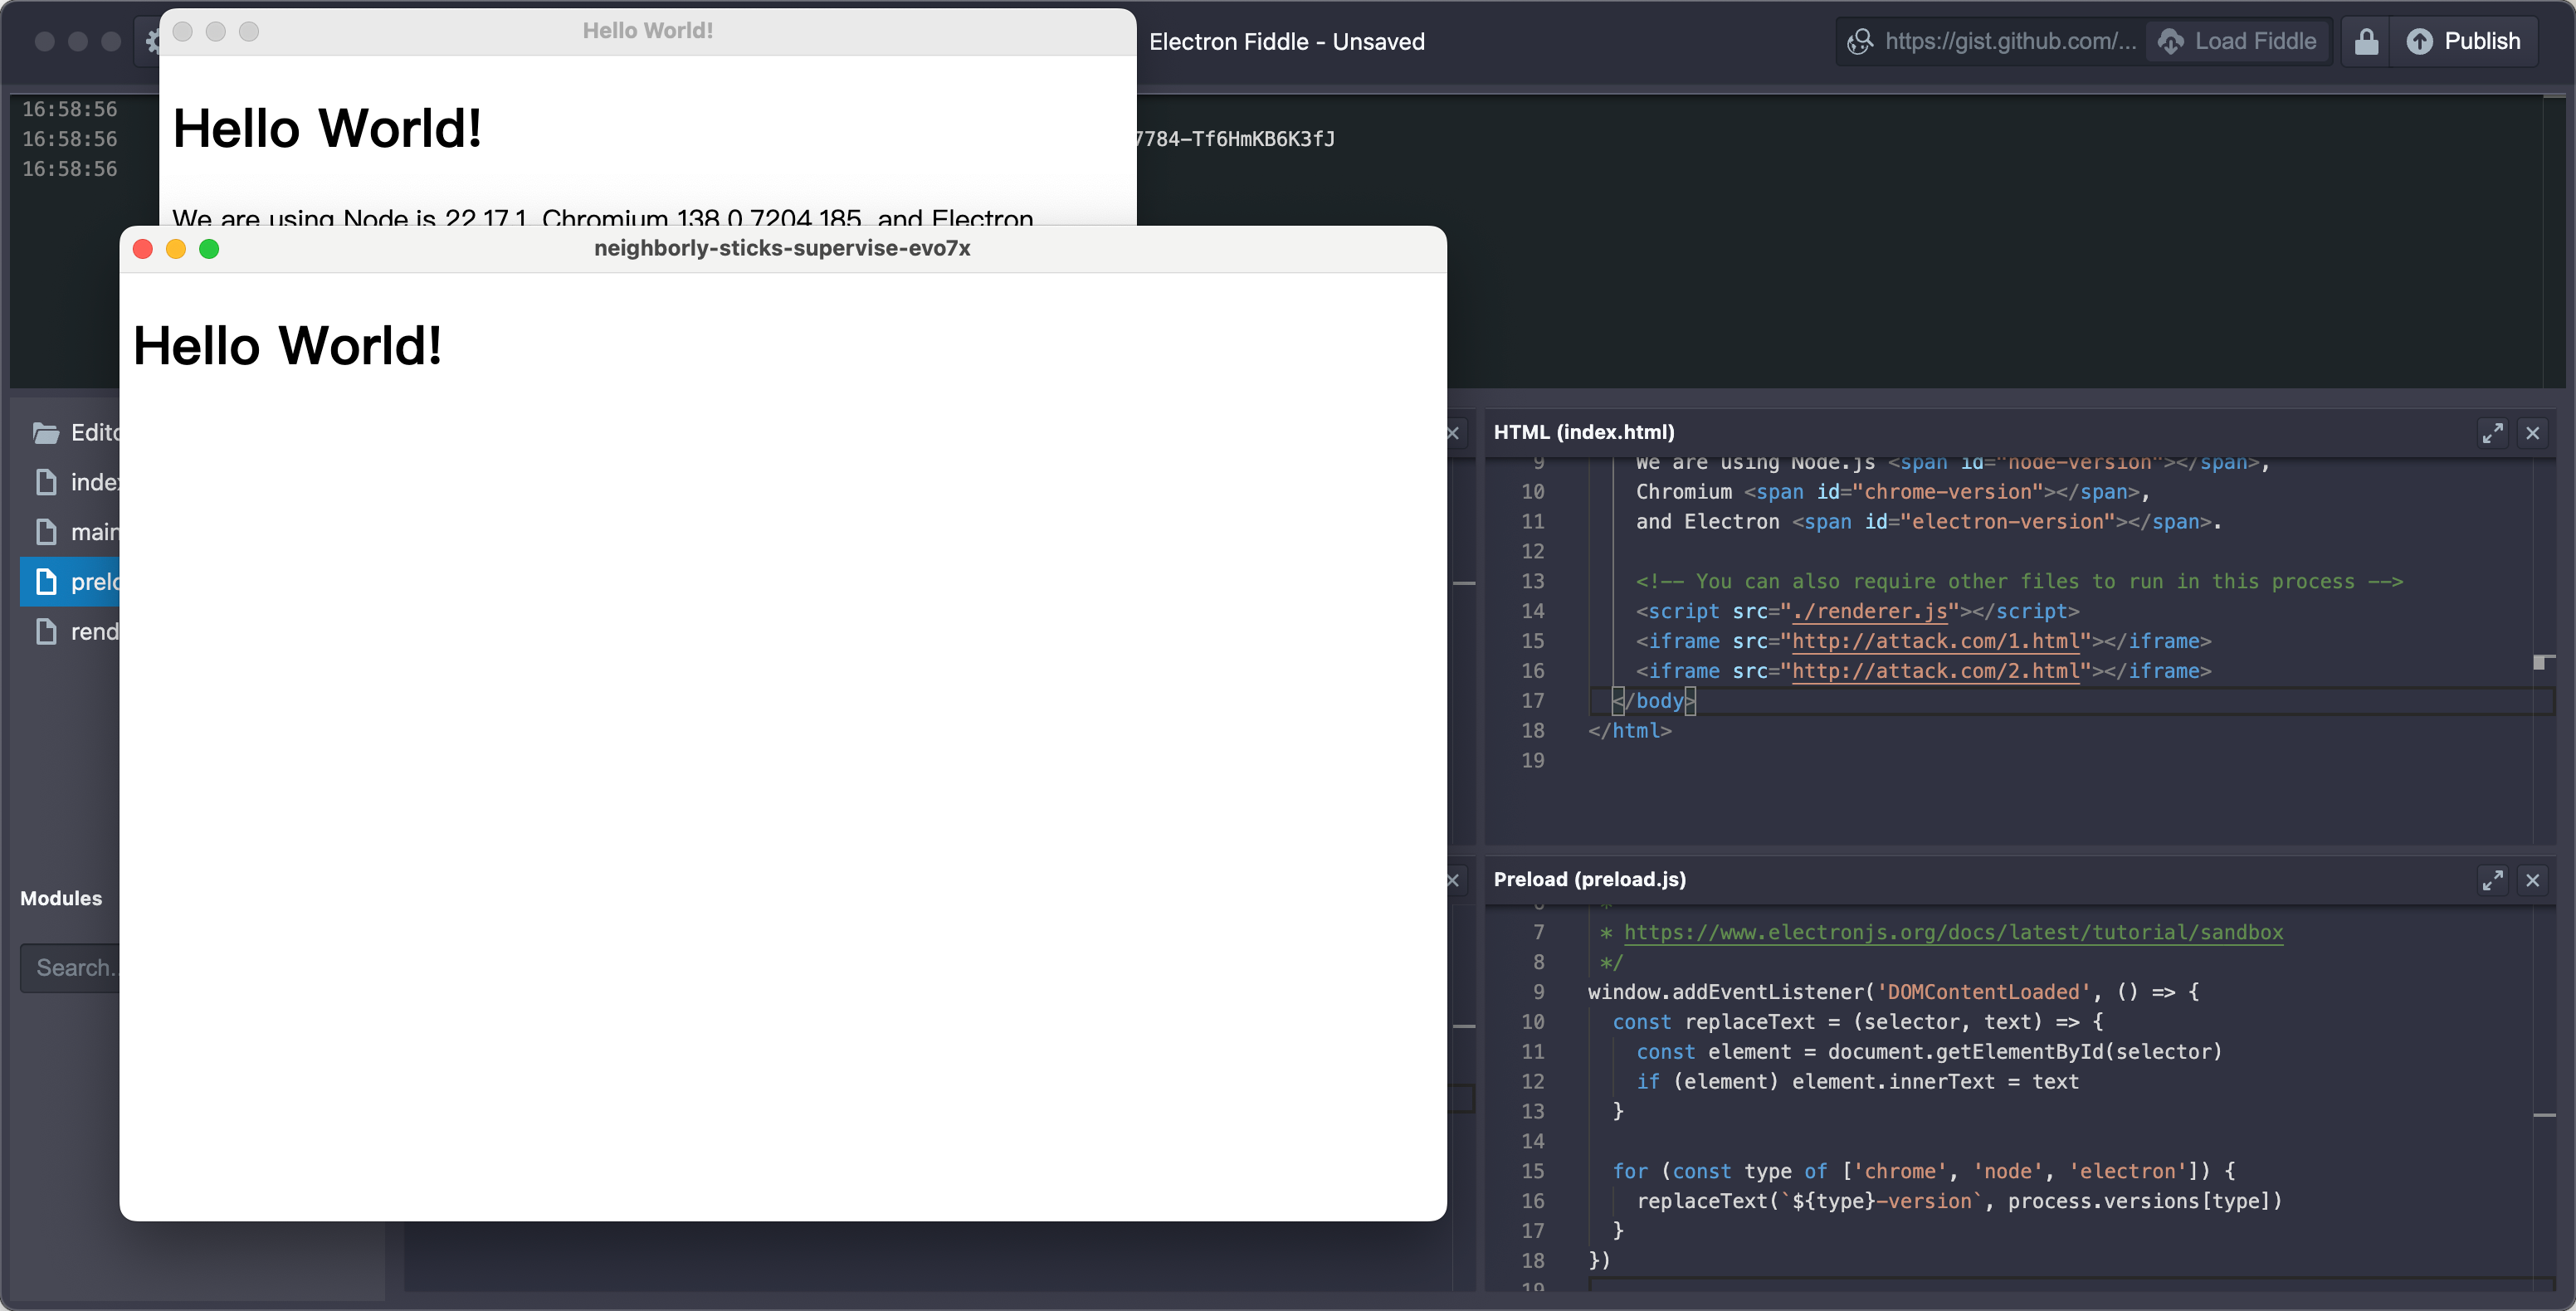 Hello World!
Electron Fiddle - Unsaved
https://gist.github.com/...
Load Fiddle
Publish
16:58:56
16:58:56
7784-Tf6HmKB6K3fJ
16:58:56
Hello World!
We are using Node is 22.17.1, Chromium 138.0.7204.185, and Electron
neighborly-sticks-supervise-evo7x
Hello World!
Modules
Search..
HTML (index.html)
9 We are using Node.js <span id="node-version"></span>,
10 Chromium <span id="chrome-version"></span>,
11 and Electron <span id="electron-version"></span>.
12
13 <!-- You can also require other files to run in this process -->
14 <script src="./renderer.js"></script>
15 <iframe src="http://attack.com/1.html"></iframe>
16 <iframe src="http://attack.com/2.html"></iframe>
17 </body>
18 </html>
19
Preload (preload.js)
7 * https://www.electronjs.org/docs/latest/tutorial/sandbox
8 */
9 window.addEventListener('DOMContentLoaded', () => {
10 const replaceText = (selector, text) => {
11 const element = document.getElementById(selector)
12 if (element) element.innerText = text
13 }
14
15 for (const type of ['chrome', 'node', 'electron']) {
16 replaceText(`${type}-version`, process.versions[type])
17 }
18 })
19